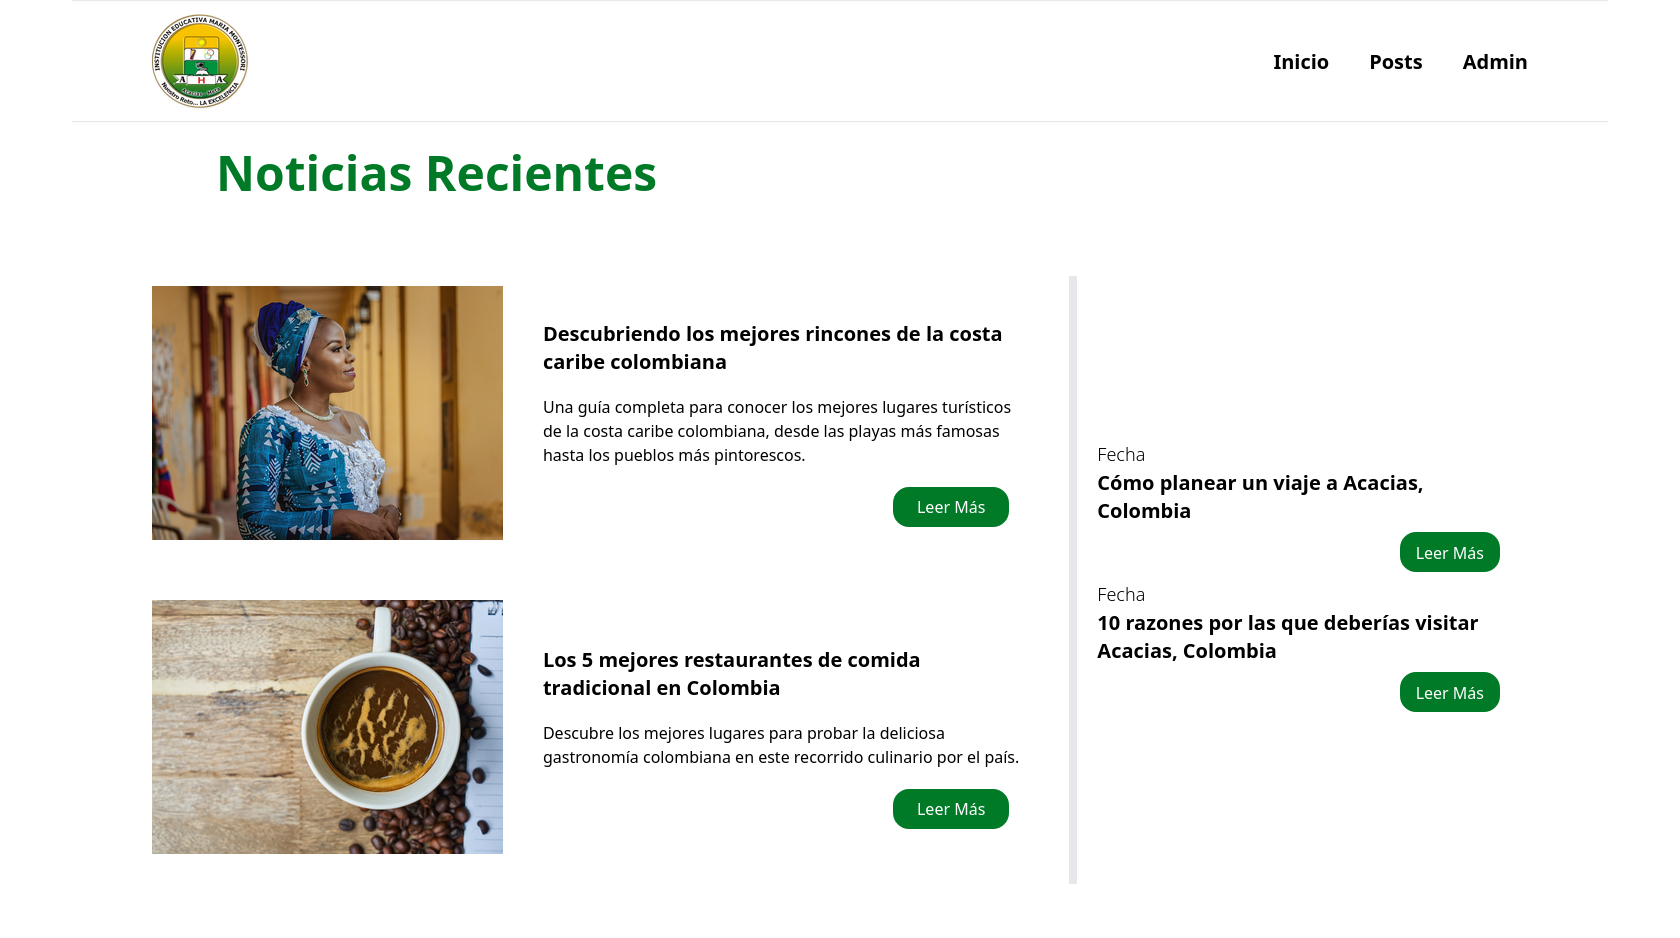 INSTITUCIÓN EDUCATIVA MARIA MONTESSORI
A H A
Acacias - Meta
Nuestro Reto... LA EXCELENCIA
Inicio Posts Admin
Noticias Recientes
Descubriendo los mejores rincones de la costa
caribe colombiana
Una guía completa para conocer los mejores lugares turísticos
de la costa caribe colombiana, desde las playas más famosas
hasta los pueblos más pintorescos.
Leer Más
Los 5 mejores restaurantes de comida
tradicional en Colombia
Descubre los mejores lugares para probar la deliciosa
gastronomía colombiana en este recorrido culinario por el país.
Leer Más
Fecha
Cómo planear un viaje a Acacias,
Colombia
Leer Más
Fecha
10 razones por las que deberías visitar
Acacias, Colombia
Leer Más